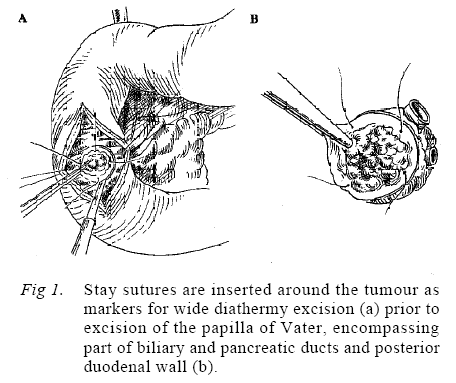 A
B
Fig 1. Stay sutures are inserted around the tumour as
markers for wide diathermy excision (a) prior to
excision of the papilla of Vater, encompassing
part of biliary and pancreatic ducts and posterior
duodenal wall (b).